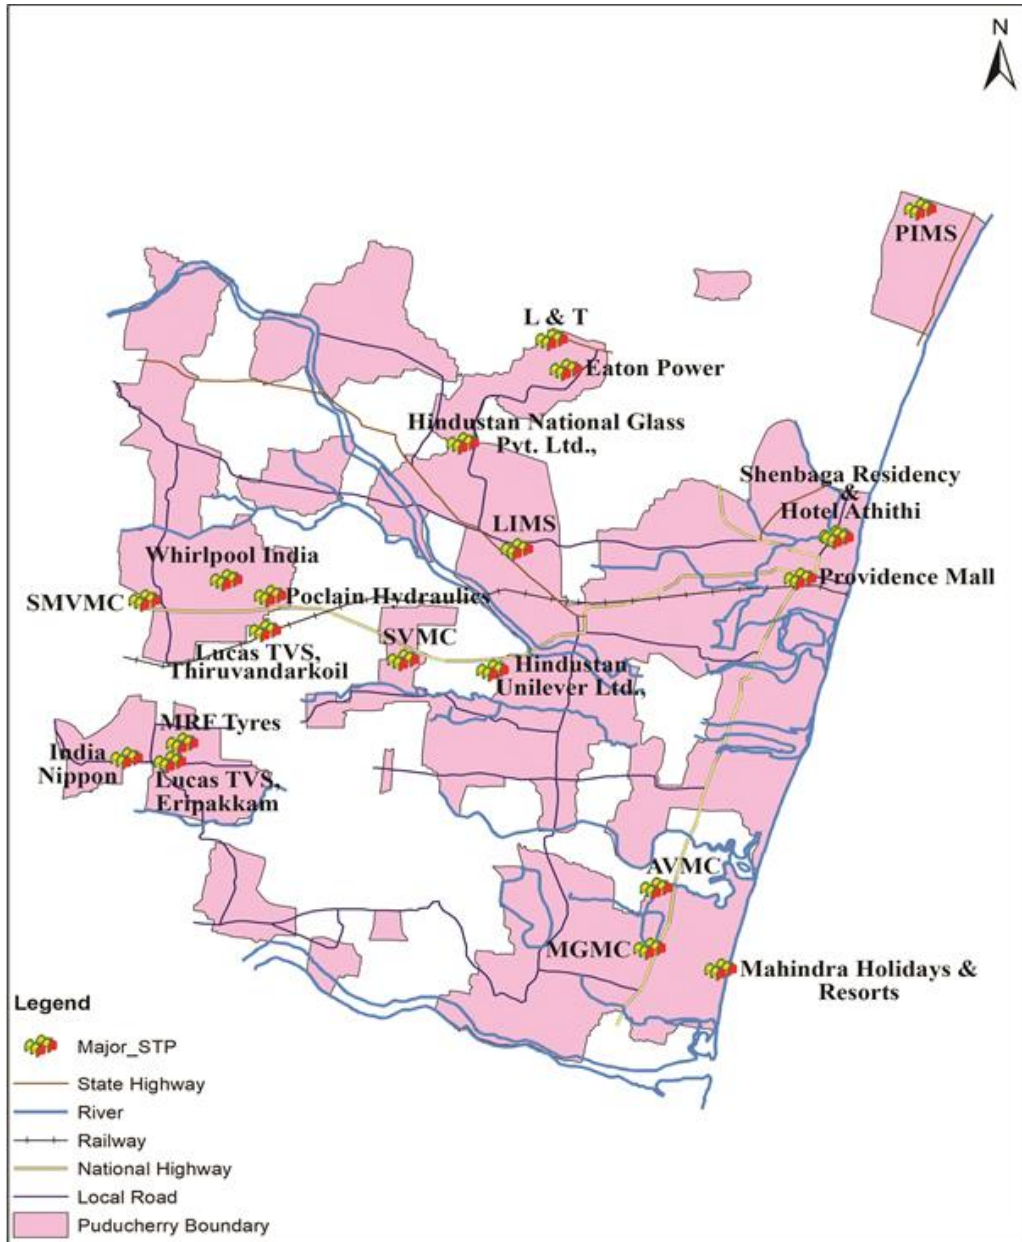 N
PIMS
L & T
Eaton Power
Hindustan National Glass
Pvt. Ltd.,
Shenbaga Residency
&
Hotel Athithi
LIMS
Whirlpool India
Providence Mall
SMVMC
Poclain Hydraulics
SVMC
Lucas TVS,
Thiruvandarkoil
Hindustan
Unilever Ltd.,
MRF Tyres
India
Nippon
Lucas TVS,
Eripakkam
AVMC
MGMC
Mahindra Holidays &
Resorts
Legend
Major_STP
State Highway
River
Railway
National Highway
Local Road
Puducherry Boundary